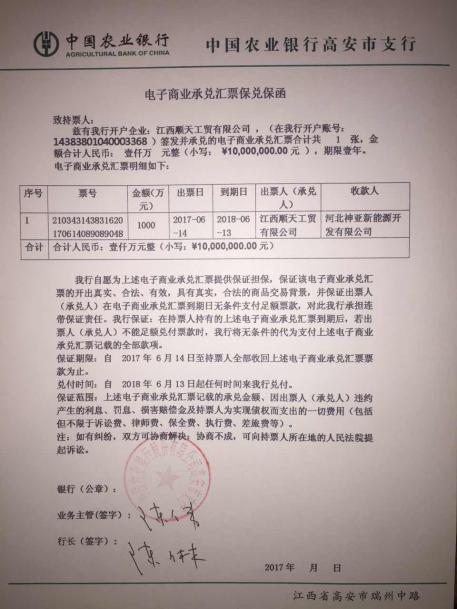 中国农业银行
AGRICULTURAL BANK OF CHINA
中国农业银行高安市支行
电子商业承兑汇票保兑保函
致持票人:
兹有我行开户企业:江西顺天工贸有限公司,(在我行开户账号:
14383801040003368)签发并承兑的电子商业承兑汇票合计共 1 张,金
额合计人民币: 壹仟万 元整(小写: ¥10,000,000.00 元),期限壹年。
电子商业承兑汇票明细如下:
序号 票号 金额(万元) 出票日 到期日 出票人(承兑人) 收款人
1 210343143831620170614089089048 1000 2017-06-14 2018-06-13 江西顺天工贸有限公司 河北神亚新能源开发有限公司
合计 合计人民币:壹仟万元整(小写:¥10,000,000.00 元)
我行自愿为上述电子商业承兑汇票提供保证担保,保证该电子商业承兑汇
票的开出真实、合法、有效,具有真实,合法的商品交易背景,并保证出票人
(承兑人)在电子商业承兑汇票到期日无条件支付足额票款,对此我行承担连
带保证责任。我行保证:在持票人持有的上述电子商业承兑汇票到期后,若出
票人(承兑人)不能足额兑付票款时,我行将无条件的代为支付上述电子商业
承兑汇票记载的全部款项。
保证期限:自 2017 年 6 月 14 日至持票人全部收回上述电子商业承兑汇票票
款为止。
兑付时间:自 2018 年 6 月 13 日起任何时间来我行兑付。
保证范围:上述电子商业承兑汇票记载的承兑金额、因出票人(承兑人)违约
产生的利息、罚息、损害赔偿金及持票人为实现债权而支出的一切费用(包括
但不限于诉讼费、律师费、保全费、执行费、差旅费等)。
注:如有纠纷,双方可协商解决;协商不成,可向持票人所在地的人民法院提
起诉讼。
银行(公章):
业务主管(签字):
行长(签字):
2017 年 月 日
江西省高安市瑞州中路